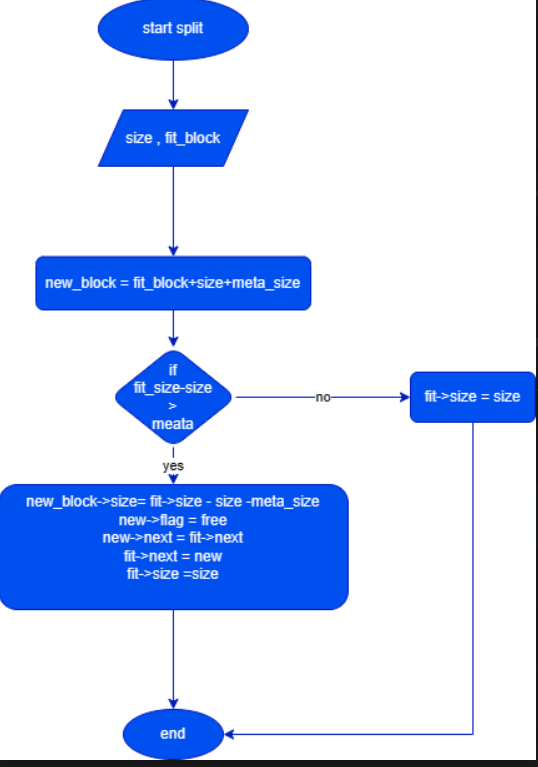 start split
size , fit_block
new_block = fit_block+size+meta_size
if
fit_size-size
>
meata
no
fit->size = size
yes
new_block->size= fit->size - size -meta_size
new->flag = free
new->next = fit->next
fit->next = new
fit->size =size
end